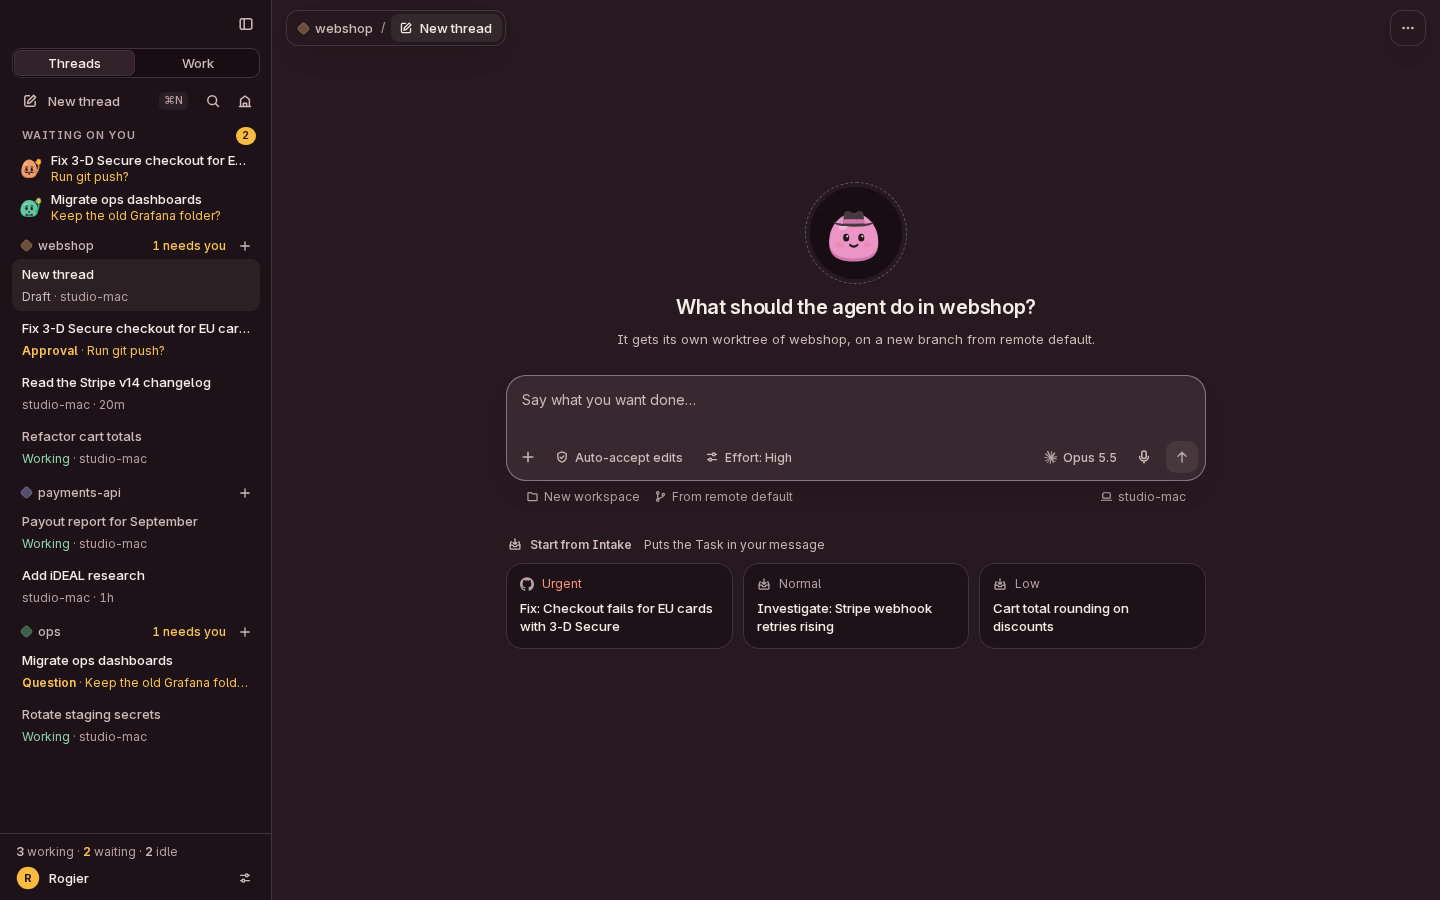 Threads
Work
New thread
⌘N
WAITING ON YOU
2
Fix 3-D Secure checkout for E…
Run git push?
Migrate ops dashboards
Keep the old Grafana folder?
webshop
1 needs you
New thread
Draft · studio-mac
Fix 3-D Secure checkout for EU car…
Approval · Run git push?
Read the Stripe v14 changelog
studio-mac · 20m
Refactor cart totals
Working · studio-mac
payments-api
Payout report for September
Working · studio-mac
Add iDEAL research
studio-mac · 1h
ops
1 needs you
Migrate ops dashboards
Question · Keep the old Grafana fold…
Rotate staging secrets
Working · studio-mac
3 working · 2 waiting · 2 idle
R
Rogier
webshop / New thread
What should the agent do in webshop?
It gets its own worktree of webshop, on a new branch from remote default.
Say what you want done…
Auto-accept edits
Effort: High
Opus 5.5
New workspace
From remote default
studio-mac
Start from Intake
Puts the Task in your message
Urgent
Fix: Checkout fails for EU cards
with 3-D Secure
Normal
Investigate: Stripe webhook
retries rising
Low
Cart total rounding on
discounts